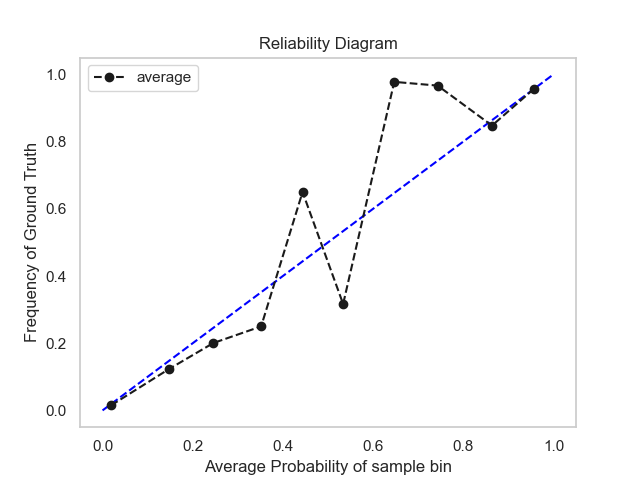 Reliability Diagram
average
Frequency of Ground Truth
1.0
0.8
0.6
0.4
0.2
0.0
0.0 0.2 0.4 0.6 0.8 1.0
Average Probability of sample bin